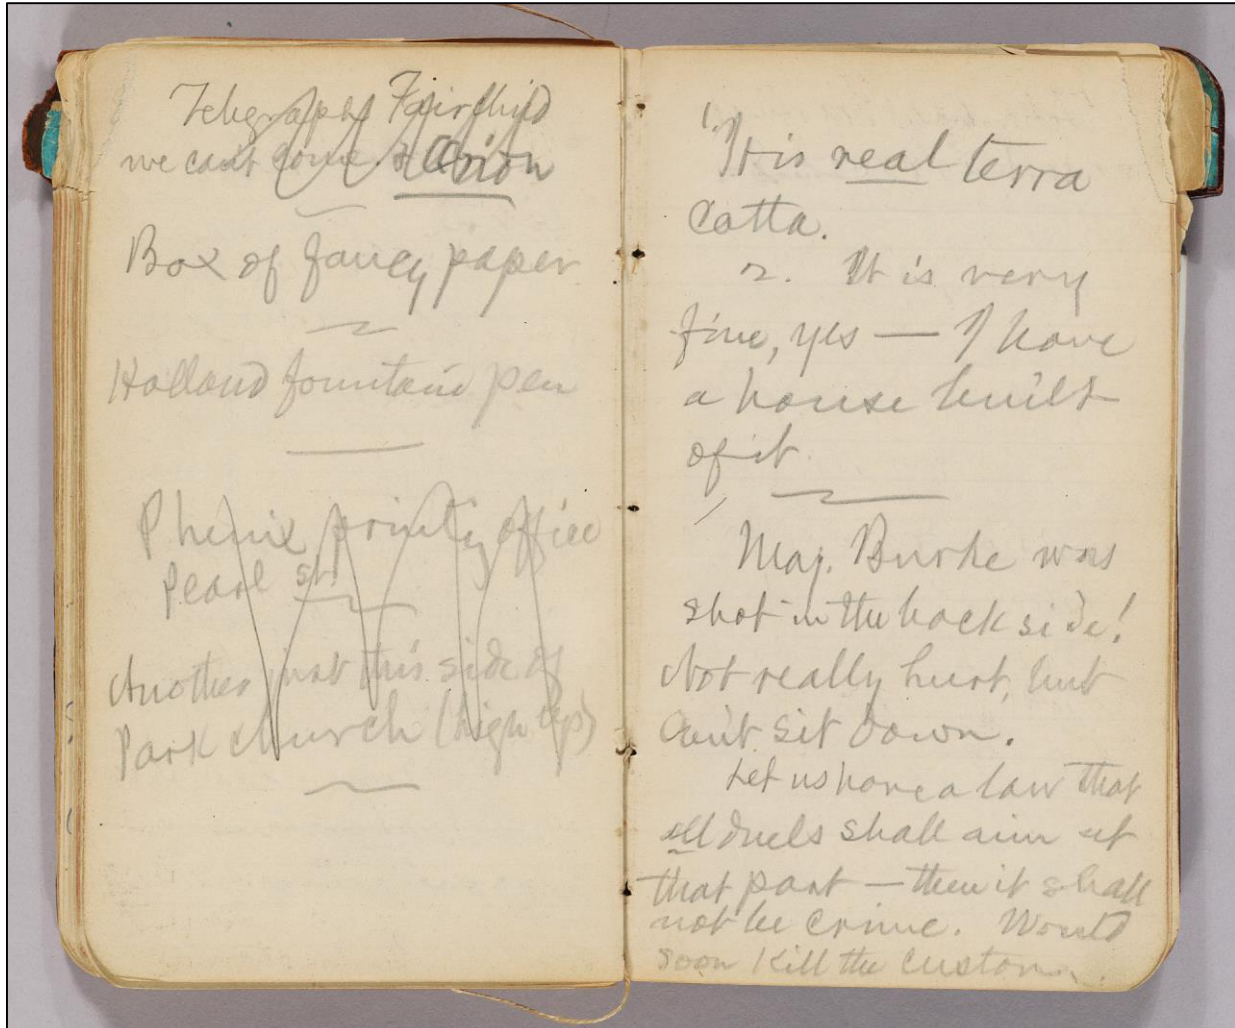 Telegraph Fairchild
we can't come to Orion
Box of fancy paper
Holland fountain pen
Phenix printg office
Pearl st.
Another just this side of
Park church (high up)
"It is real terra
cotta.
2. It is very
fine, yes — I have
a house built
of it.
Maj. Burke was
shot in the back side!
Not really hurt, but
can't sit down.
Let us have a law that
all duels shall aim at
that part — then it shall
not be crime. Would
soon kill the custom.